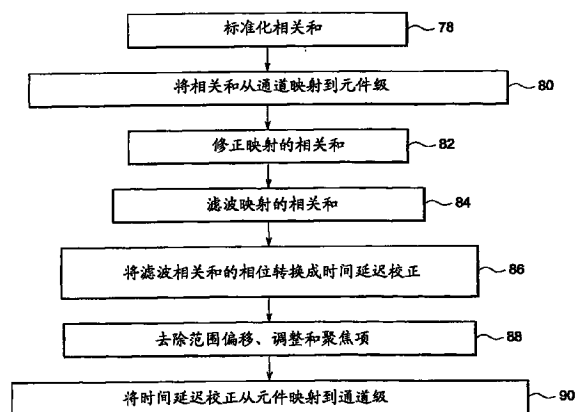 标准化相关和 78
将相关和从通道映射到元件级 80
修正映射的相关和 82
滤波映射的相关和 84
将滤波相关和的相位转换成时间延迟校正 86
去除范围偏移、调整和聚焦项 88
将时间延迟校正从元件映射到通道级 90